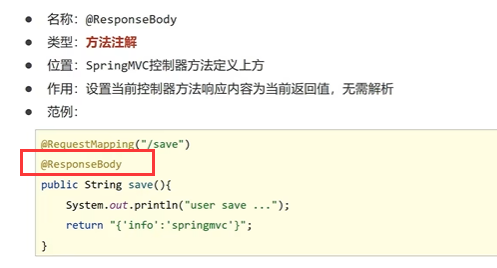 ● 名称：@ResponseBody
● 类型：方法注解
● 位置：SpringMVC控制器方法定义上方
● 作用：设置当前控制器方法响应内容为当前返回值，无需解析
● 范例：
@RequestMapping("/save")
@ResponseBody
public String save(){
    System.out.println("user save ...");
    return "{'info':'springmvc'}";
}